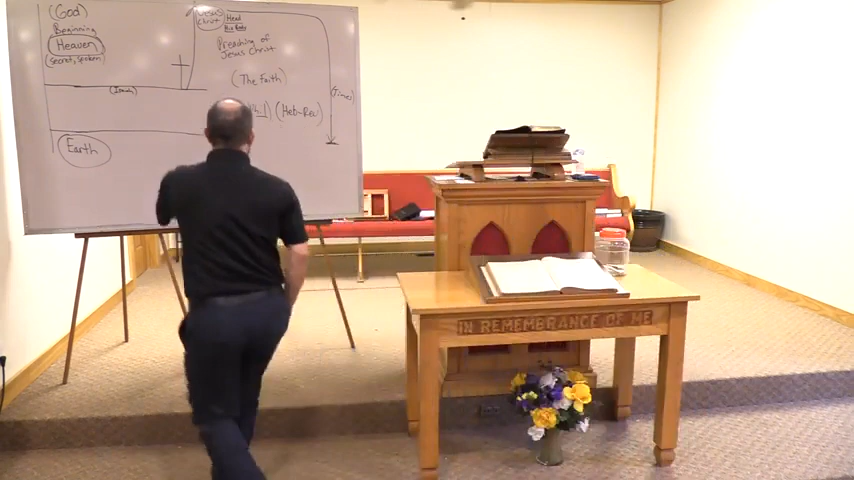 (God)
Beginning
Heaven
(secret, spoken)
Jesus
Christ
Head
His Body
Preaching of
Jesus Christ
(The Faith)
(Heb-Rev)
(Time)
Earth
IN REMEMBRANCE OF ME